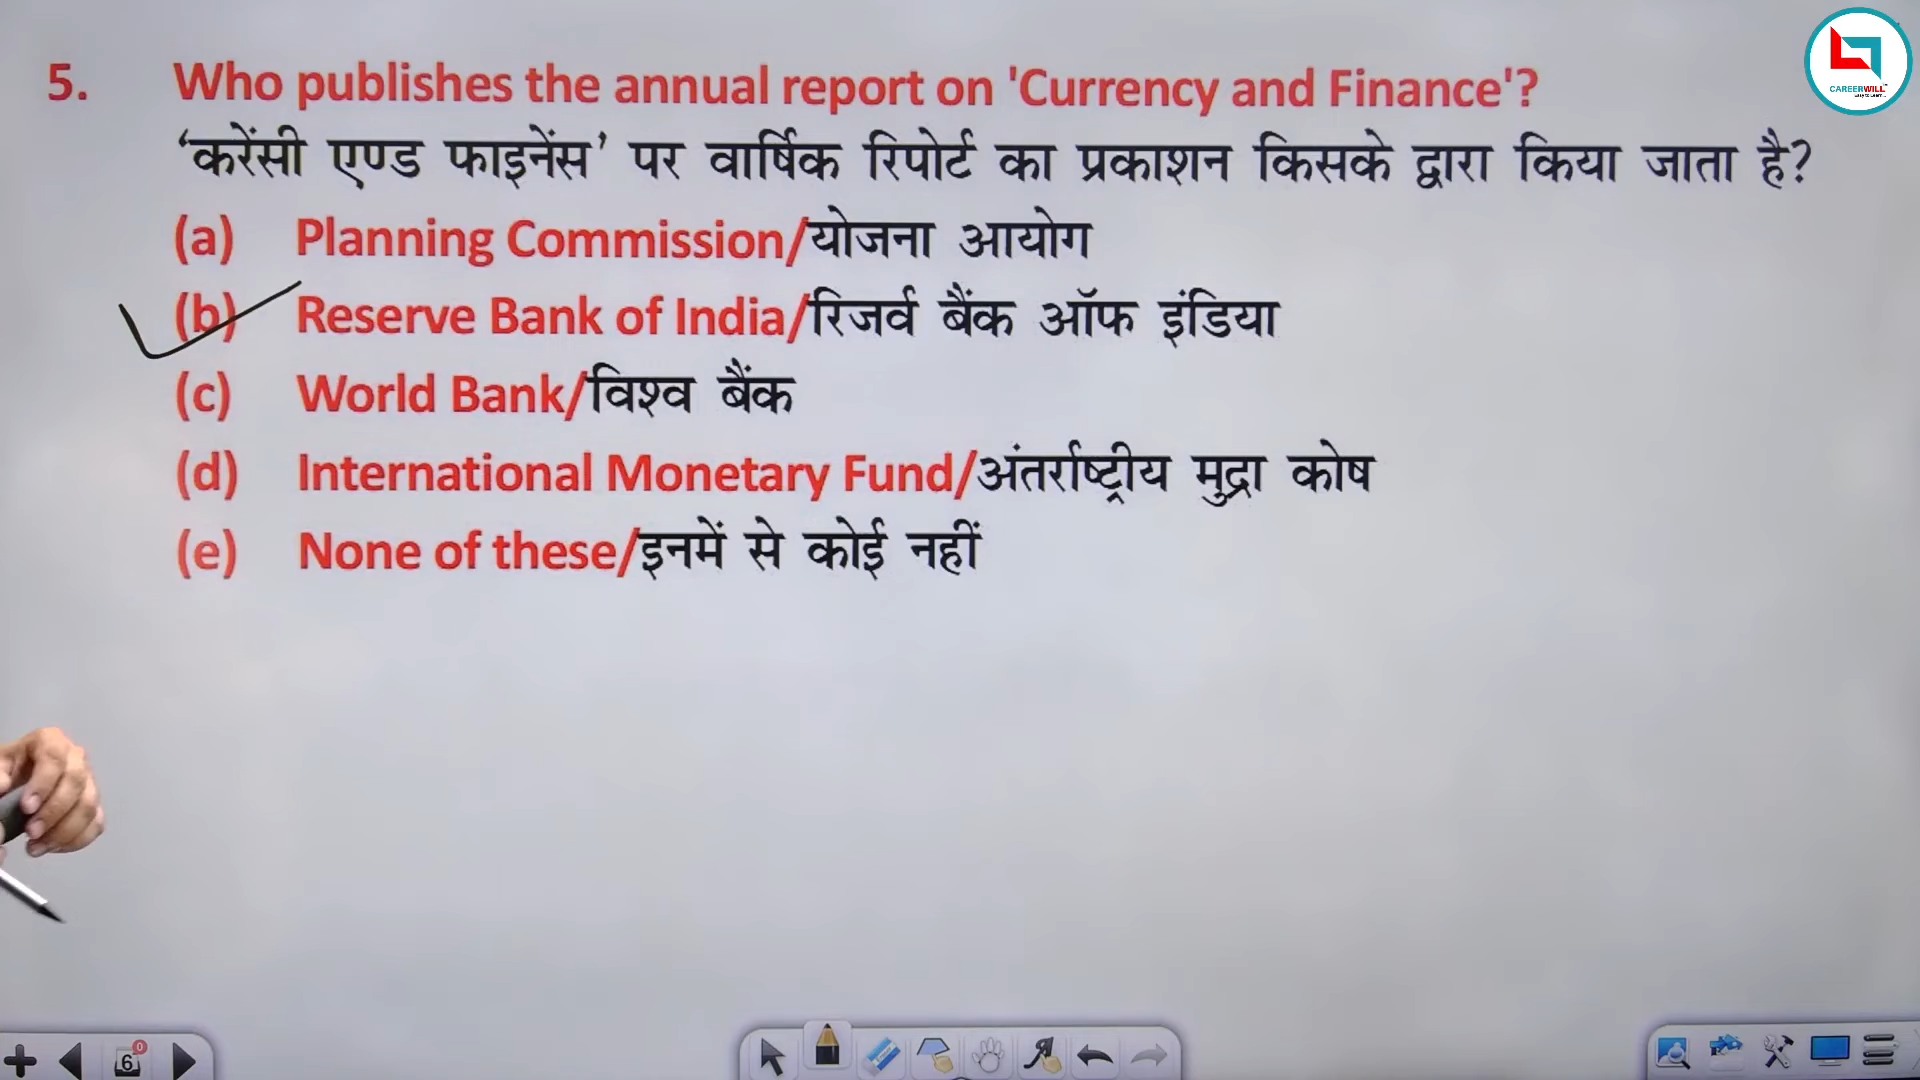 CAREERWILL
5. Who publishes the annual report on 'Currency and Finance'?
‘करेंसी एण्ड फाइनेंस’ पर वार्षिक रिपोर्ट का प्रकाशन किसके द्वारा किया जाता है?
(a) Planning Commission/योजना आयोग
(b) Reserve Bank of India/रिजर्व बैंक ऑफ इंडिया
(c) World Bank/विश्व बैंक
(d) International Monetary Fund/अंतर्राष्ट्रीय मुद्रा कोष
(e) None of these/इनमें से कोई नहीं
6
0